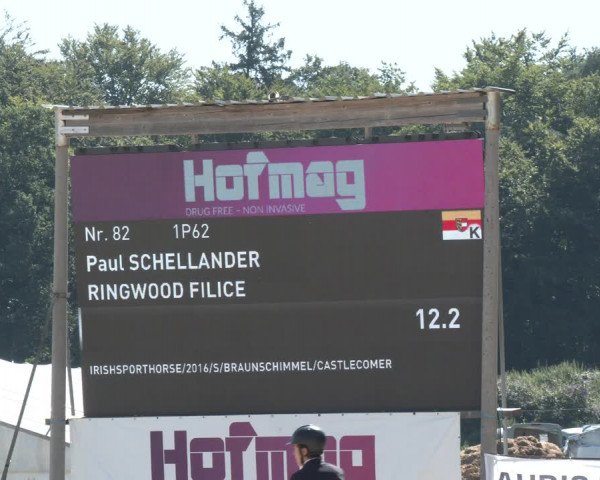 Hofmag
DRUG FREE - NON INVASIVE
Nr. 82 1P62
K
Paul SCHELLANDER
RINGWOOD FILICE
12.2
IRISHSPORTHORSE/2016/S/BRAUNSCHIMMEL/CASTLECOMER
Hofmag